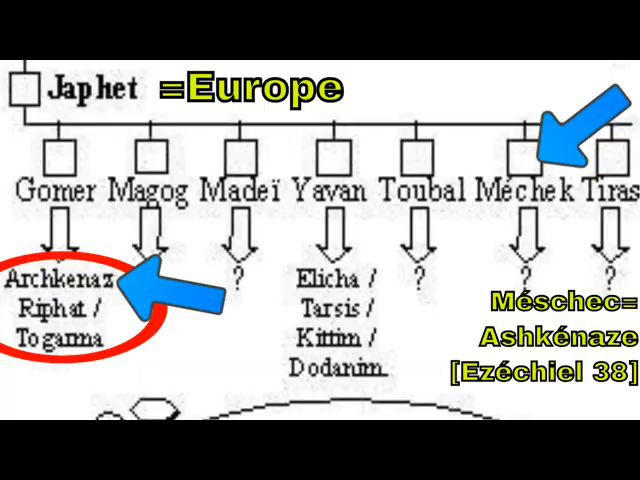 Japhet =Europe
Gomer Magog Madeï Yavan Toubal Méchek Tiras
Archkenaz ? Elicha / ? ? ?
Riphat / Tarsis /
Togarma Kittim /
Dodanim.
Méschec=
Ashkénaze
[Ezéchiel 38]